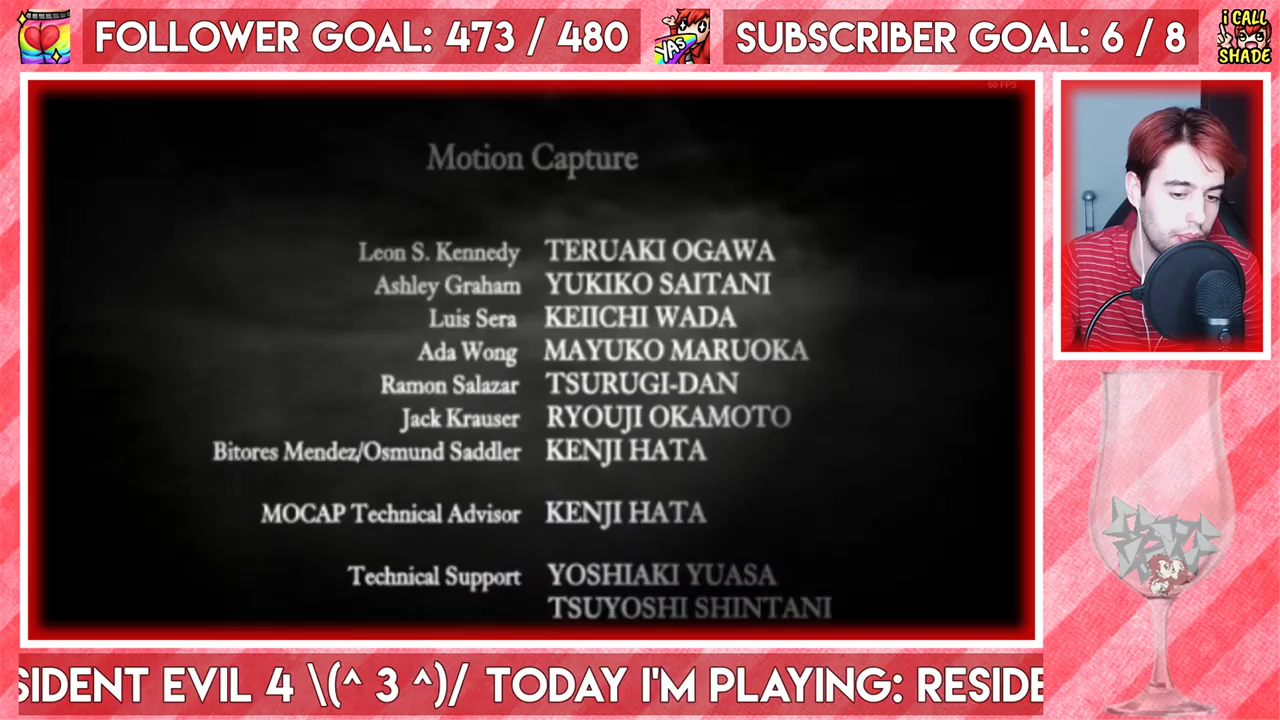 FOLLOWER GOAL: 473 / 480
YAS
SUBSCRIBER GOAL: 6 / 8
i CALL
SHADE
60 FPS
Motion Capture
Leon S. Kennedy TERUAKI OGAWA
Ashley Graham YUKIKO SAITANI
Luis Sera KEIICHI WADA
Ada Wong MAYUKO MARUOKA
Ramon Salazar TSURUGI-DAN
Jack Krauser RYOUJI OKAMOTO
Bitores Mendez/Osmund Saddler KENJI HATA
MOCAP Technical Advisor KENJI HATA
Technical Support YOSHIAKI YUASA
TSUYOSHI SHINTANI
SIDENT EVIL 4 \(^ 3 ^)/ TODAY I'M PLAYING: RESIDE